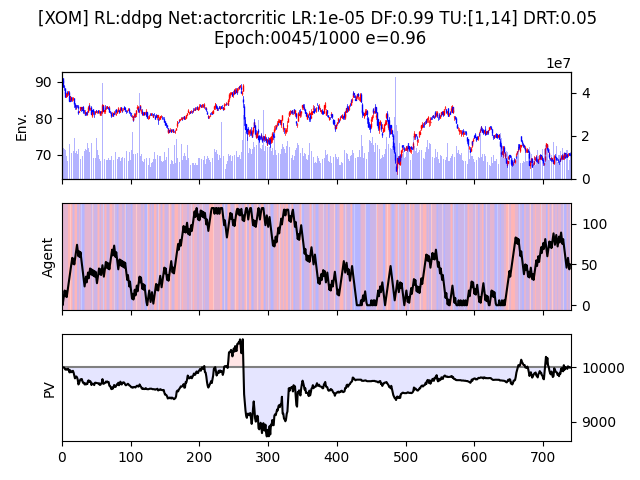 [XOM] RL:ddpg Net:actorcritic LR:1e-05 DF:0.99 TU:[1,14] DRT:0.05
Epoch:0045/1000 e=0.96
1e7
90
80
70
Env.
4
2
0
Agent
100
50
0
PV
10000
9000
0 100 200 300 400 500 600 700